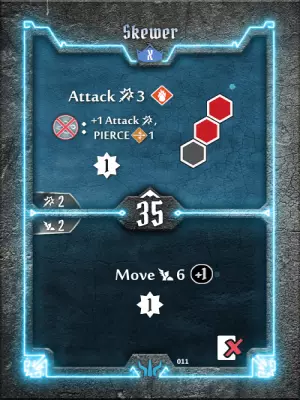 Skewer
X
Attack 3
+1 Attack ,
PIERCE 1
1
2
35
2
Move 6 +1
1
011